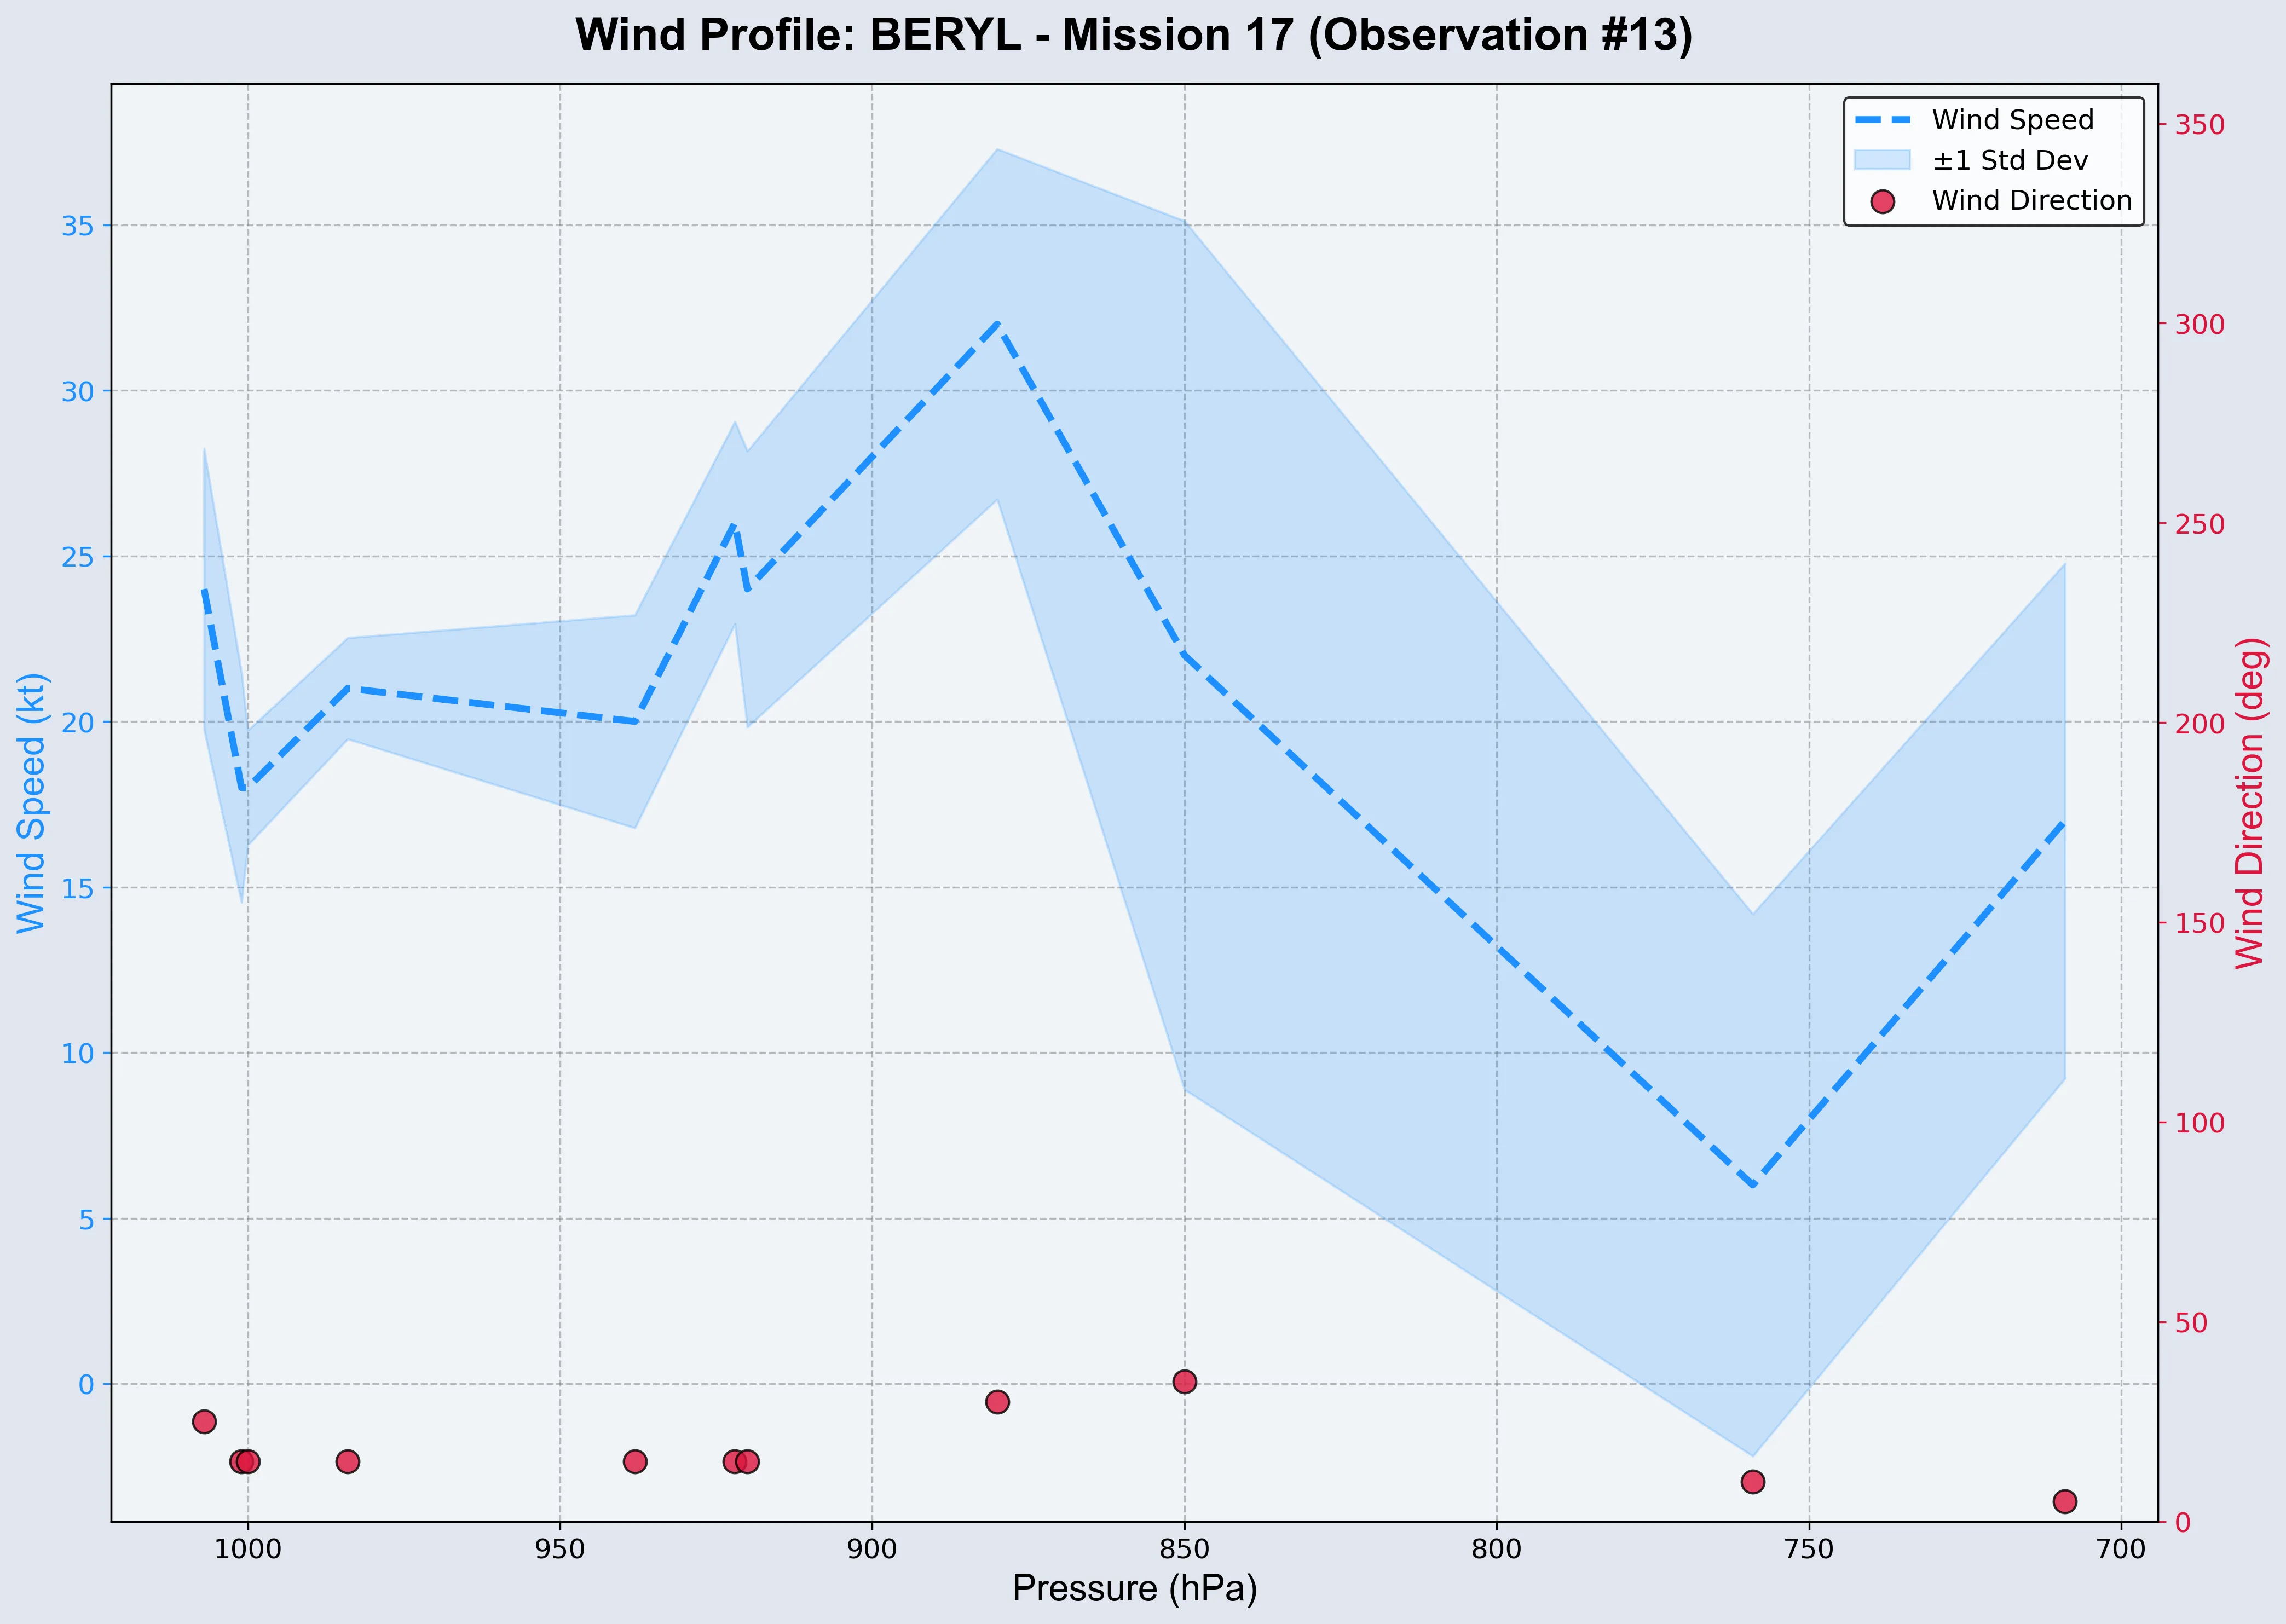 Wind Profile: BERYL - Mission 17 (Observation #13)
Wind Speed
±1 Std Dev
Wind Direction
Wind Speed (kt)
35
30
25
20
15
10
5
0
350
300
250
200
150
100
50
0
Wind Direction (deg)
1000 950 900 850 800 750 700
Pressure (hPa)